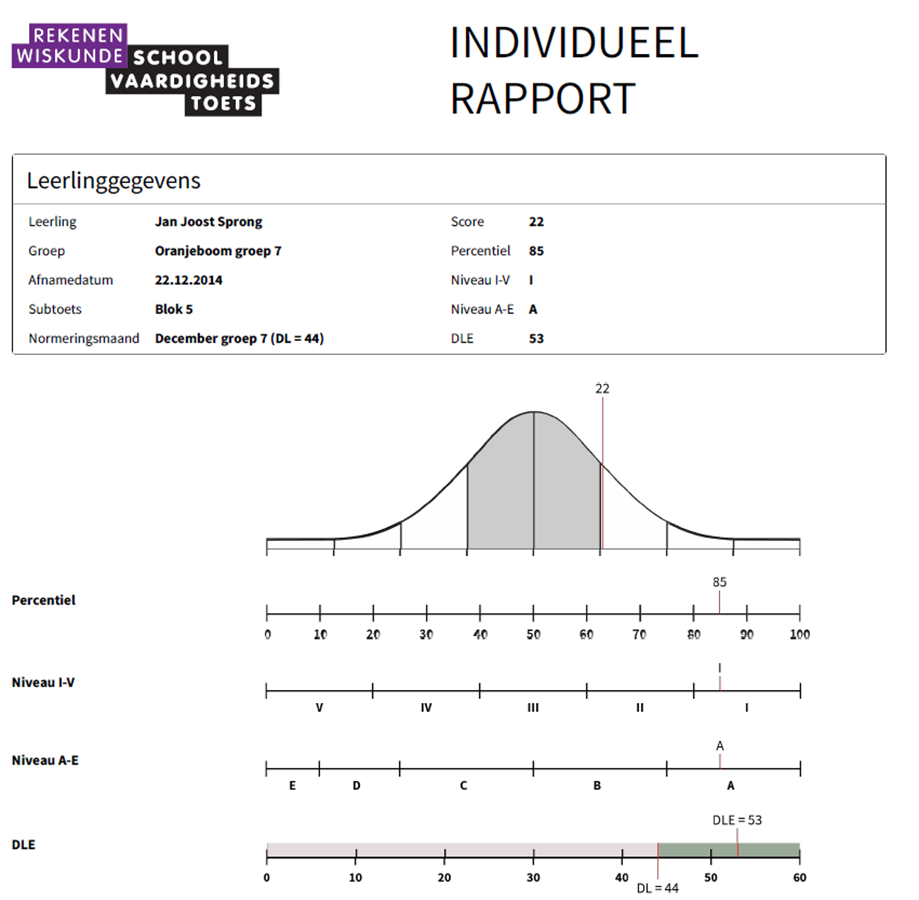 REKENEN
WISKUNDE
SCHOOL
VAARDIGHEIDS
TOETS
INDIVIDUEEL
RAPPORT
Leerlinggegevens
Leerling Jan Joost Sprong Score 22
Groep Oranjeboom groep 7 Percentiel 85
Afnamedatum 22.12.2014 Niveau I-V I
Subtoets Blok 5 Niveau A-E A
Normeringsmaand December groep 7 (DL = 44) DLE 53
22
85
Percentiel
0 10 20 30 40 50 60 70 80 90 100
I
Niveau I-V
V IV III II I
A
Niveau A-E
E D C B A
DLE = 53
DLE
0 10 20 30 40 50 60
DL = 44